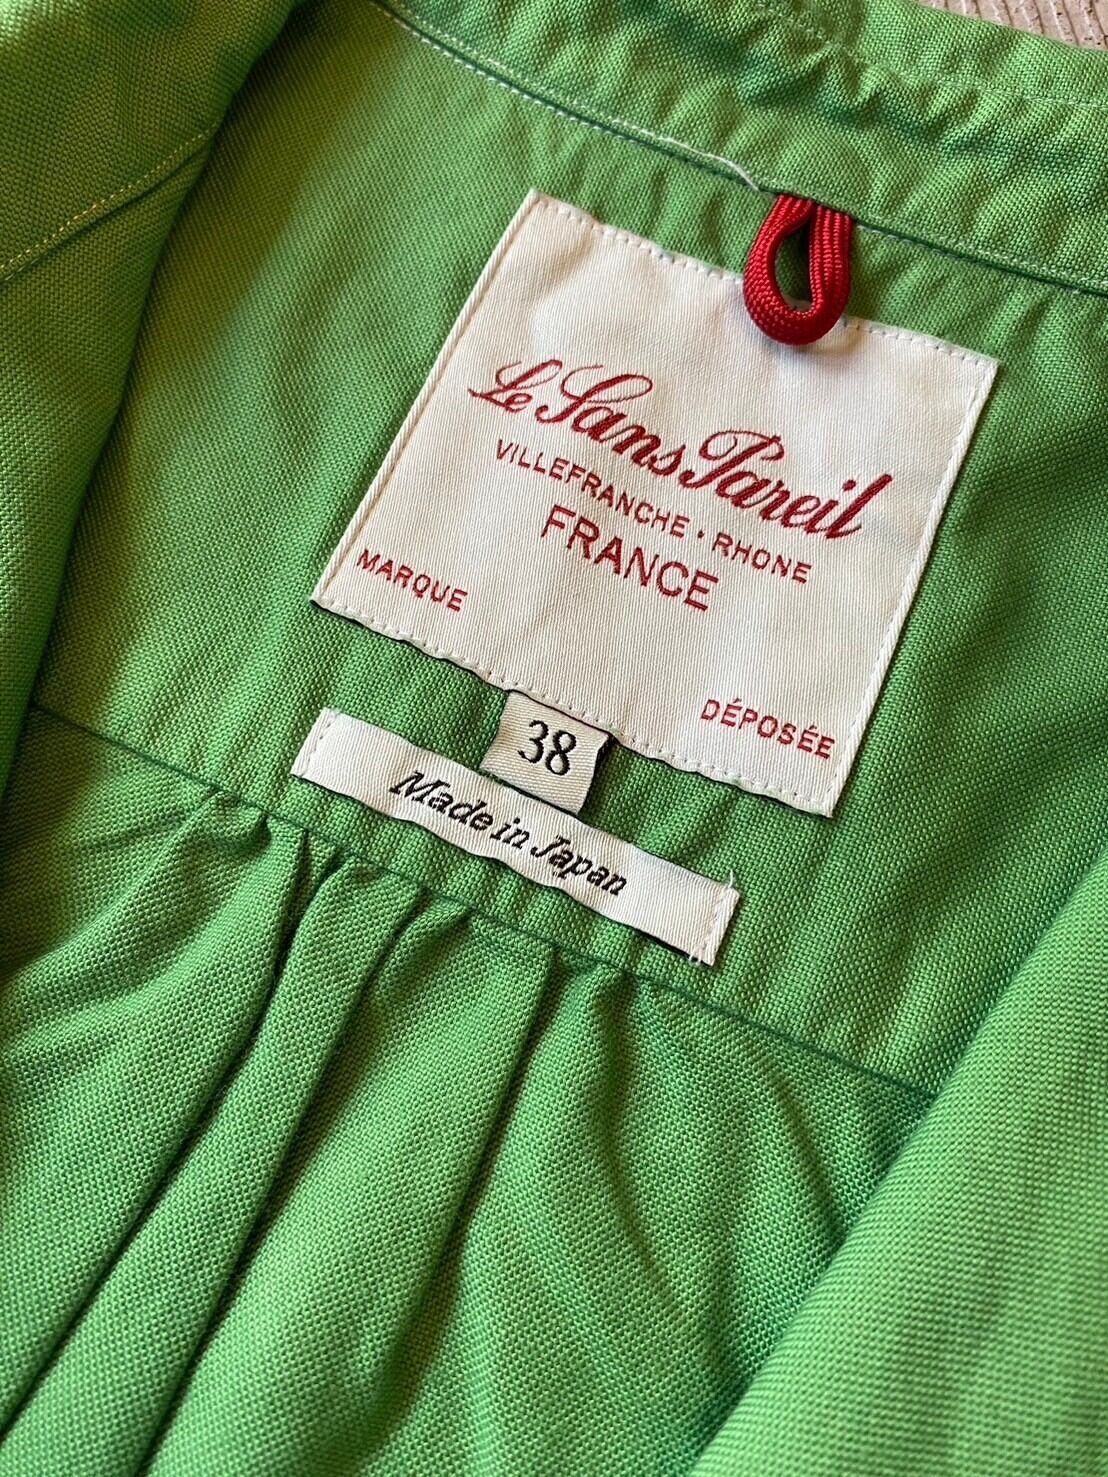 Le Sans Pareil
VILLEFRANCHE . RHONE
FRANCE
MARQUE
DÉPOSÉE
38
Made in Japan